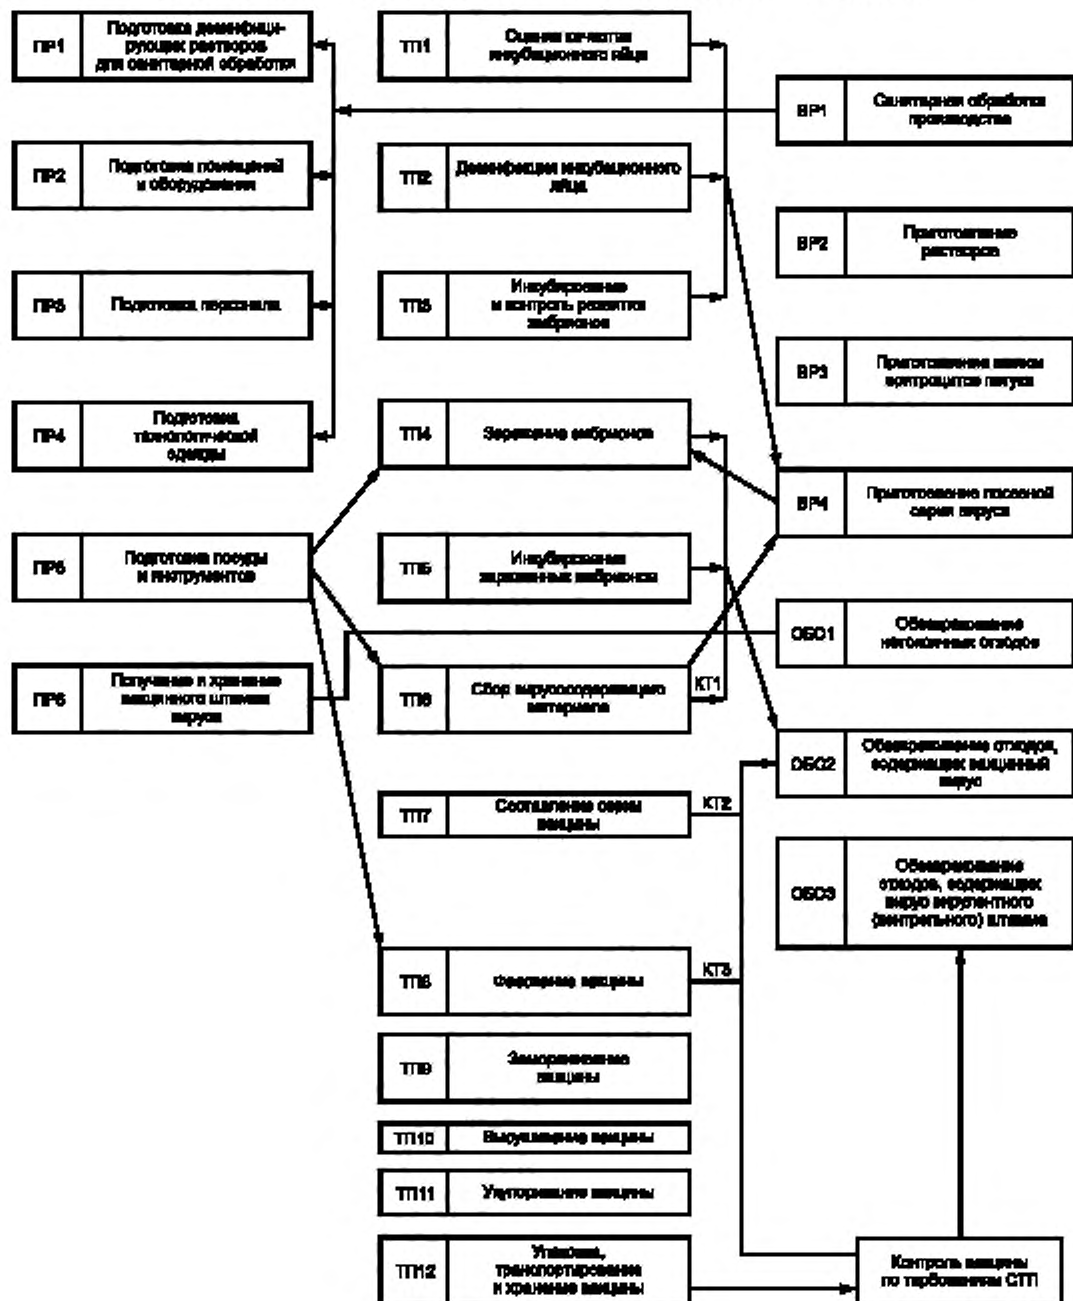 ПР1
Подготовка дезинфици-
рующих растворов
для санитарной обработки
ПР2
Подготовка помещений
и оборудования
ПР3
Подготовка персонала
ПР4
Подготовка
технологической
одежды
ПР5
Подготовка посуды
и инструментов
ПР6
Получение и хранение
вакцинного штамма
вируса
ТП1
Оценка качества
инкубационного яйца
ТП2
Дезинфекция инкубационного
яйца
ТП3
Инкубирование
и контроль развития
эмбрионов
ТП4
Заражение эмбрионов
ТП5
Инкубирование
зараженных эмбрионов
ТП6
Сбор вирусосодержащего
материала
КТ1
ТП7
Составление серии
вакцины
КТ2
ТП8
Фасование вакцины
КТ3
ТП9
Замораживание
вакцины
ТП10
Высушивание вакцины
ТП11
Укупоривание вакцины
ТП12
Упаковка,
транспортирование
и хранение вакцины
ВР1
Санитарная обработка
производства
ВР2
Приготовление
растворов
ВР3
Приготовление взвеси
эритроцитов петуха
ВР4
Приготовление посевной
серии вируса
ОБО1
Обезвреживание
нетоксичных отходов
ОБО2
Обезвреживание отходов,
содержащих вакцинный
вирус
ОБО3
Обезвреживание
отходов, содержащих
вирус вирулентного
(контрольного) штамма
Контроль вакцины
по требованиям СТП